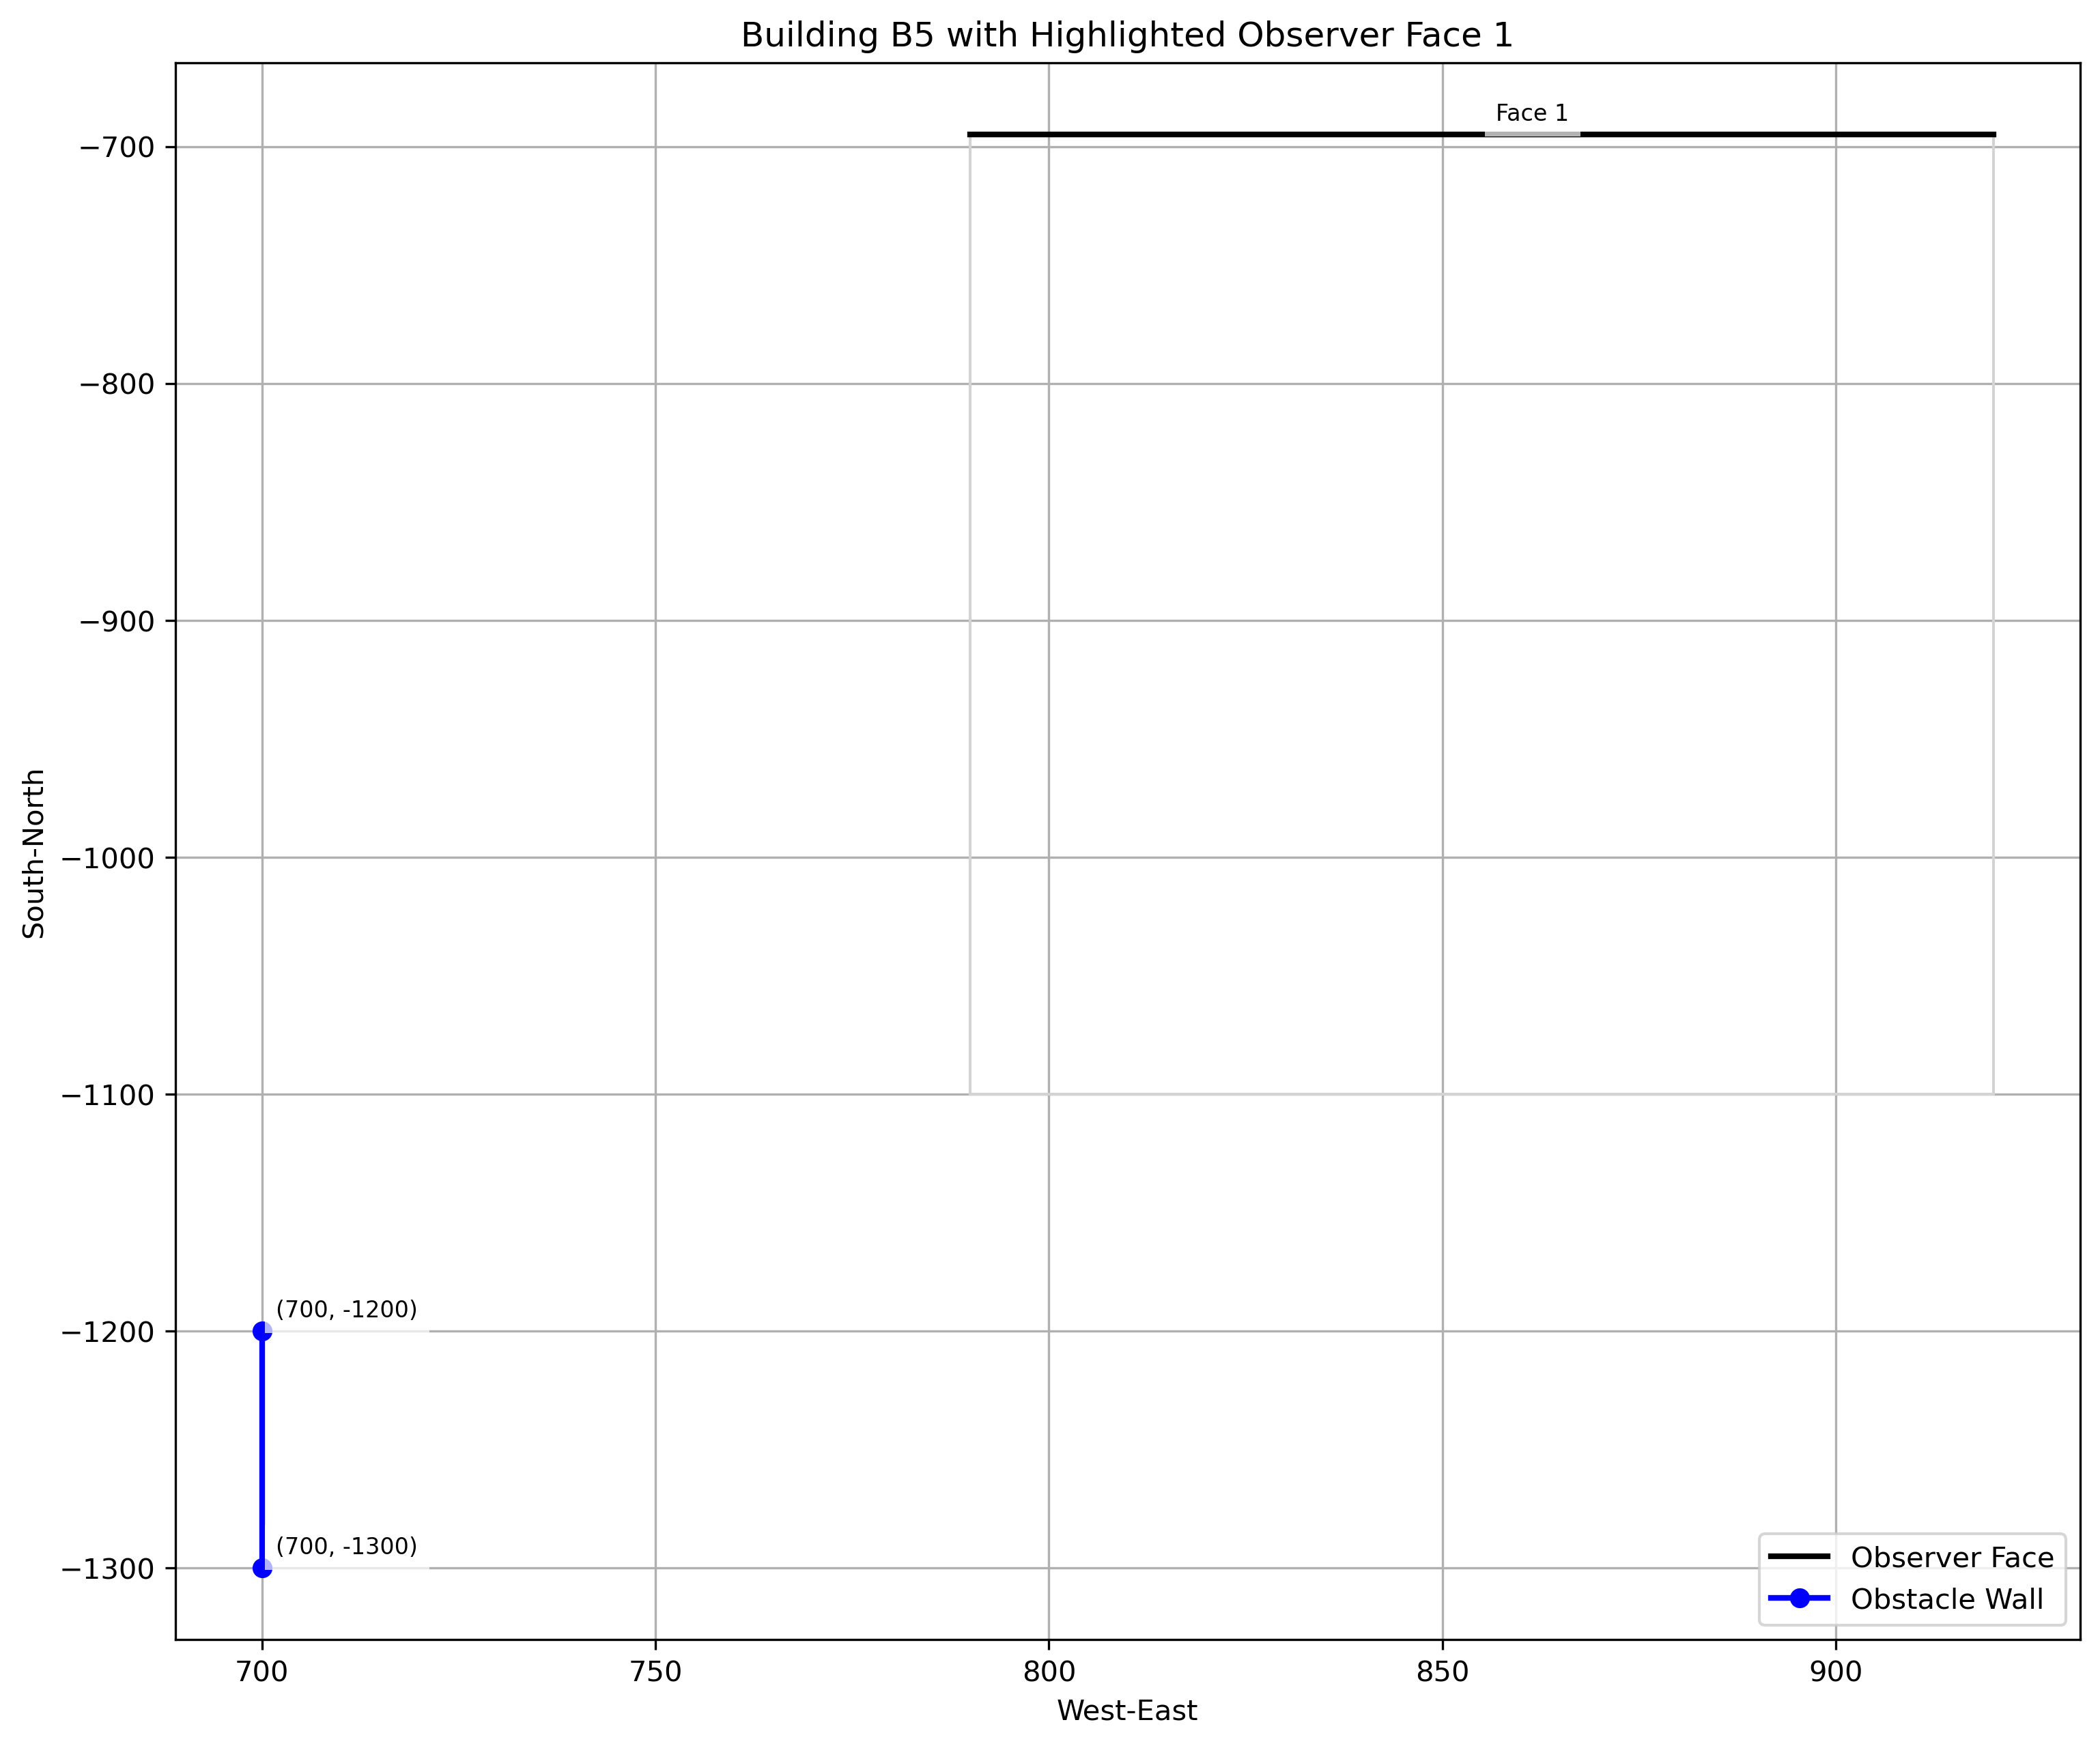 Building B5 with Highlighted Observer Face 1
Face 1
−700
−800
−900
−1000
−1100
−1200
−1300
South-North
(700, -1200)
(700, -1300)
Observer Face
Obstacle Wall
700
750
800
850
900
West-East